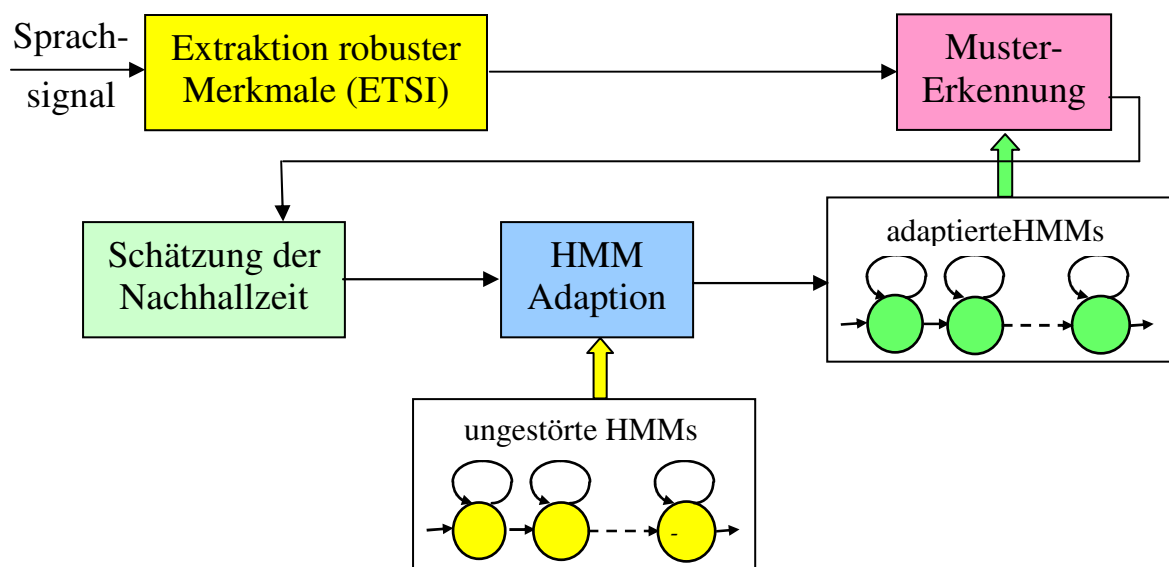 Sprach-
signal
Extraktion robuster
Merkmale (ETSI)
Muster-
Erkennung
Schätzung der
Nachhallzeit
HMM
Adaption
adaptierteHMMs
ungestörte HMMs
-